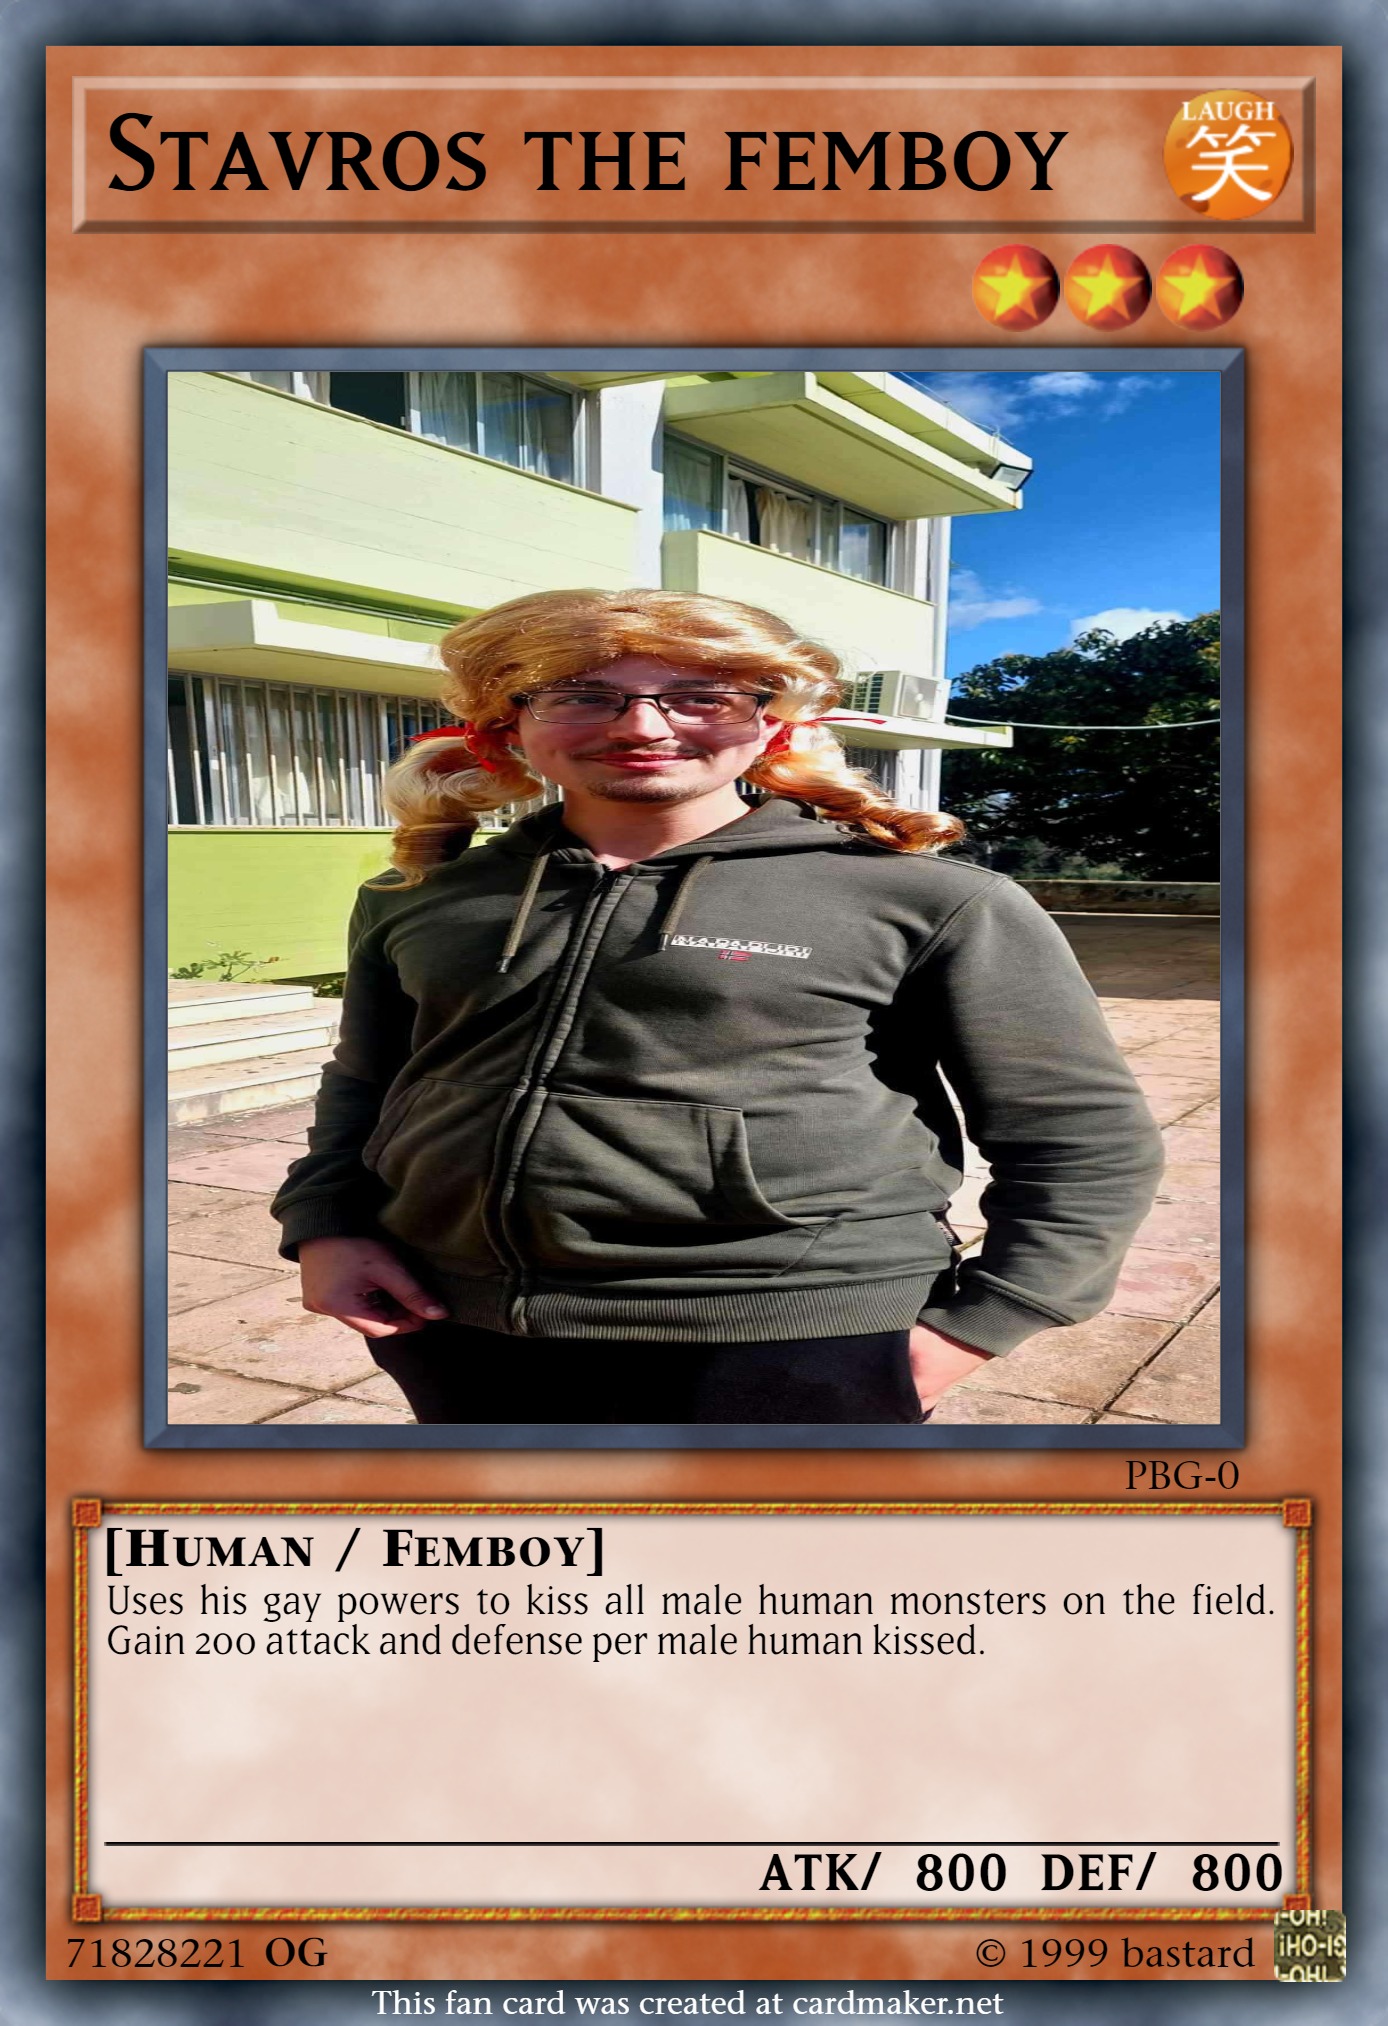 Stavros the femboy
LAUGH
笑
NAPAPIJRI
PBG-0
[Human / Femboy]
Uses his gay powers to kiss all male human monsters on the field.
Gain 200 attack and defense per male human kissed.
ATK/ 800 DEF/ 800
71828221 OG
© 1999 bastard
This fan card was created at cardmaker.net